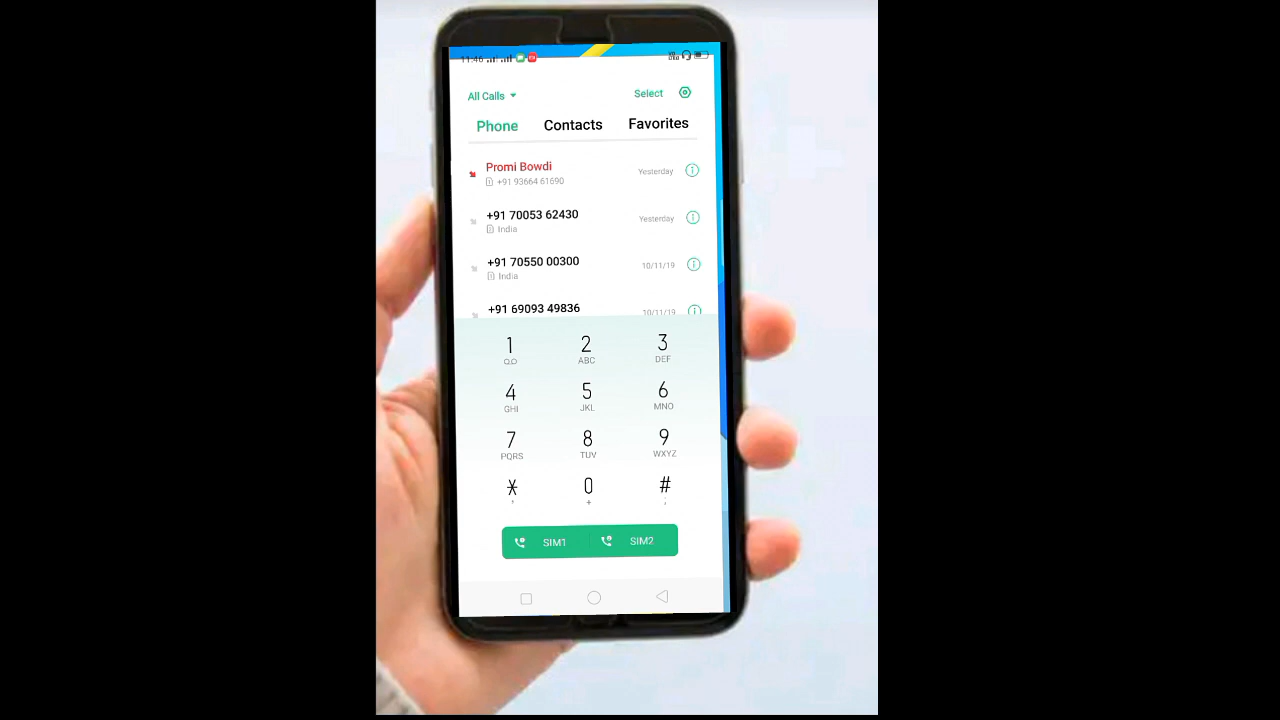 11:46
All Calls
Select
Phone Contacts Favorites
Promi Bowdi
+91 93664 61690
Yesterday
+91 70053 62430
India
Yesterday
+91 70550 00300
India
10/11/19
+91 69093 49836
10/11/19
1 2 3
ABC DEF
4 5 6
GHI JKL MNO
7 8 9
PQRS TUV WXYZ
* 0 #
, + ;
SIM1 SIM2